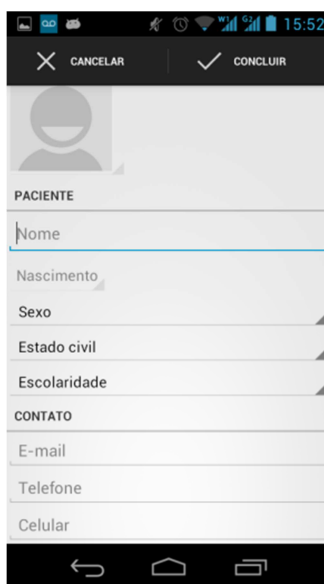 15:52
CANCELAR
CONCLUIR
PACIENTE
Nome
Nascimento
Sexo
Estado civil
Escolaridade
CONTATO
E-mail
Telefone
Celular